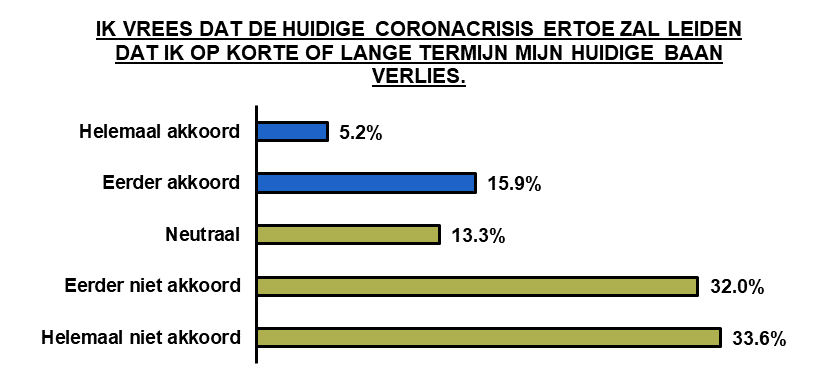 IK VREES DAT DE HUIDIGE CORONACRISIS ERTOE ZAL LEIDEN
DAT IK OP KORTE OF LANGE TERMIJN MIJN HUIDIGE BAAN
VERLIES.
Helemaal akkoord 5.2%
Eerder akkoord 15.9%
Neutraal 13.3%
Eerder niet akkoord 32.0%
Helemaal niet akkoord 33.6%